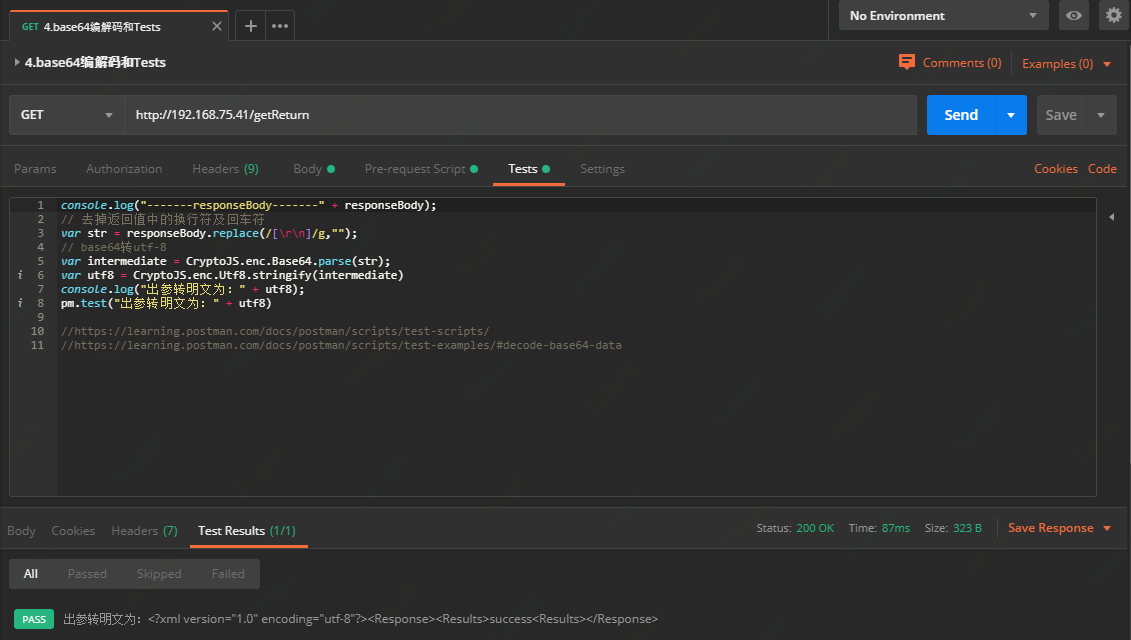 GET 4.base64编解码和Tests
No Environment
4.base64编解码和Tests
Comments (0) Examples (0)
GET http://192.168.75.41/getReturn Send Save
Params Authorization Headers (9) Body Pre-request Script Tests Settings Cookies Code
1 console.log("-------responseBody-------" + responseBody);
2 // 去掉返回值中的换行符及回车符
3 var str = responseBody.replace(/[\r\n]/g,"");
4 // base64转utf-8
5 var intermediate = CryptoJS.enc.Base64.parse(str);
i 6 var utf8 = CryptoJS.enc.Utf8.stringify(intermediate)
7 console.log("出参转明文为：" + utf8);
i 8 pm.test("出参转明文为：" + utf8)
9
10 //https://learning.postman.com/docs/postman/scripts/test-scripts/
11 //https://learning.postman.com/docs/postman/scripts/test-examples/#decode-base64-data
Body Cookies Headers (7) Test Results (1/1) Status: 200 OK Time: 87ms Size: 323 B Save Response
All Passed Skipped Failed
PASS 出参转明文为：<?xml version="1.0" encoding="utf-8"?><Response><Results>success<Results></Response>